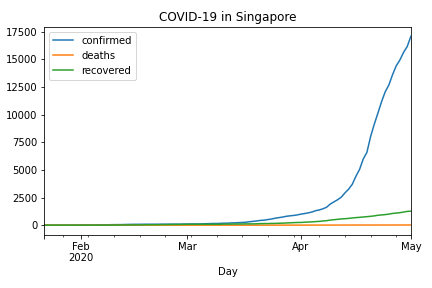 COVID-19 in Singapore
17500
15000
12500
10000
7500
5000
2500
0
confirmed
deaths
recovered
Feb
2020
Mar
Apr
May
Day